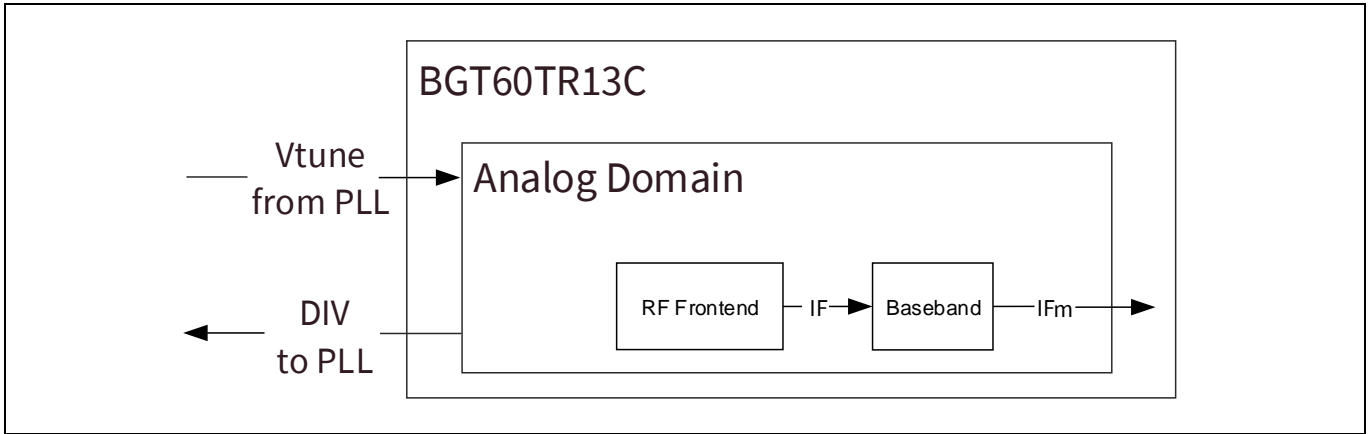 BGT60TR13C
Vtune
from PLL
Analog Domain
RF Frontend
IF
Baseband
IFm
DIV
to PLL